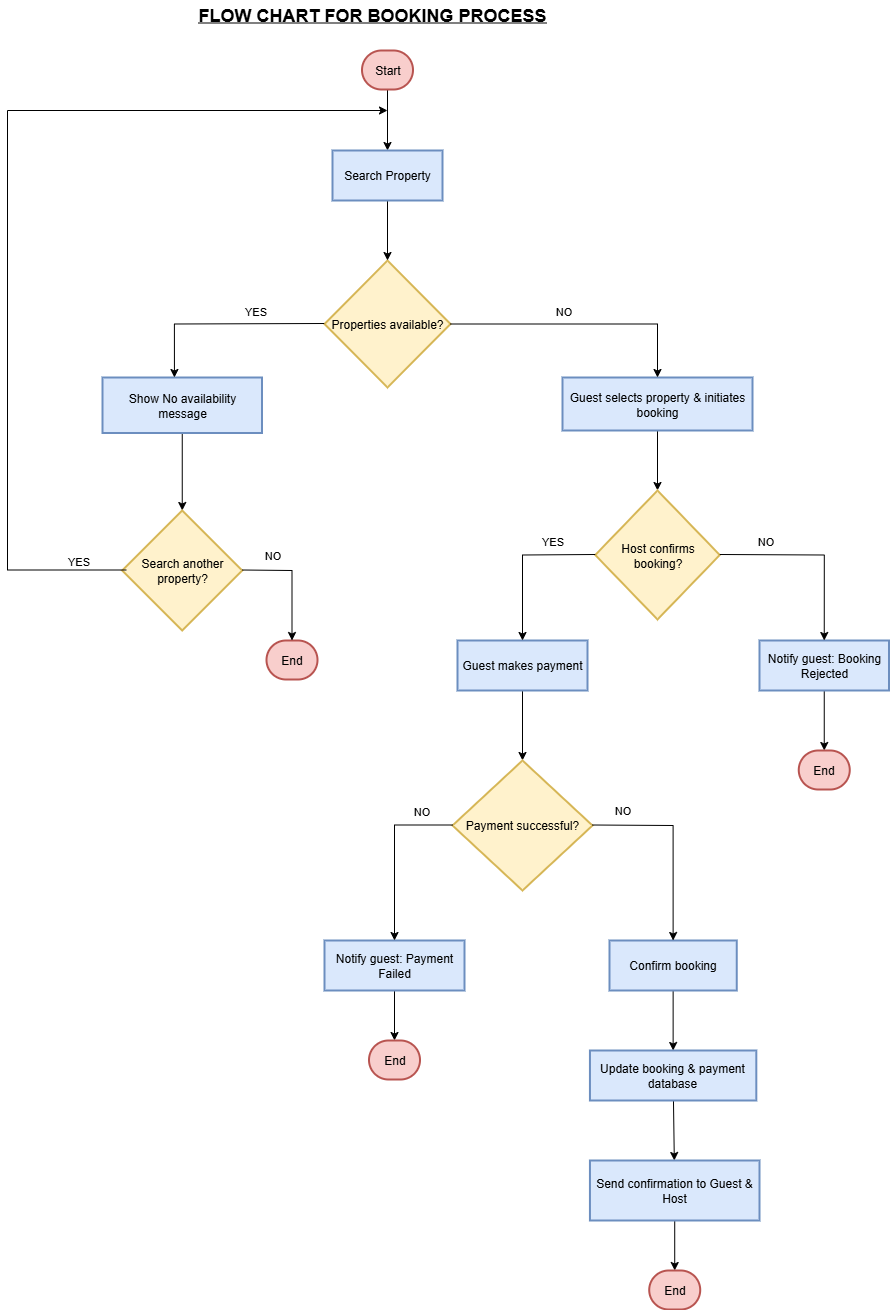 FLOW CHART FOR BOOKING PROCESS
Start
Search Property
Properties available?
YES
NO
Show No availability
message
Guest selects property & initiates
booking
Search another
property?
YES
NO
End
Host confirms
booking?
YES
NO
Guest makes payment
Notify guest: Booking
Rejected
End
Payment successful?
NO
NO
Notify guest: Payment
Failed
End
Confirm booking
Update booking & payment
database
Send confirmation to Guest &
Host
End